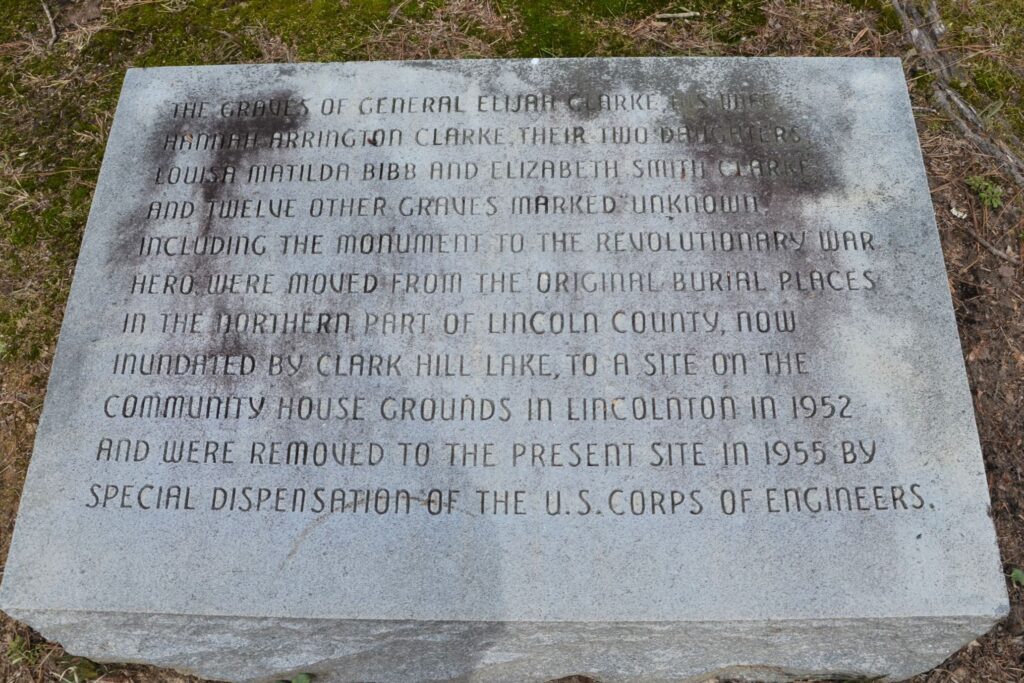 THE GRAVES OF GENERAL ELIJAH CLARKE, HIS WIFE
HANNAH ARRINGTON CLARKE, THEIR TWO DAUGHTERS,
LOUISA MATILDA BIBB AND ELIZABETH SMITH CLARKE
AND TWELVE OTHER GRAVES MARKED UNKNOWN,
INCLUDING THE MONUMENT TO THE REVOLUTIONARY WAR
HERO, WERE MOVED FROM THE ORIGINAL BURIAL PLACES
IN THE NORTHERN PART OF LINCOLN COUNTY, NOW
INUNDATED BY CLARK HILL LAKE, TO A SITE ON THE
COMMUNITY HOUSE GROUNDS IN LINCOLNTON IN 1952
AND WERE REMOVED TO THE PRESENT SITE IN 1955 BY
SPECIAL DISPENSATION OF THE U.S. CORPS OF ENGINEERS.